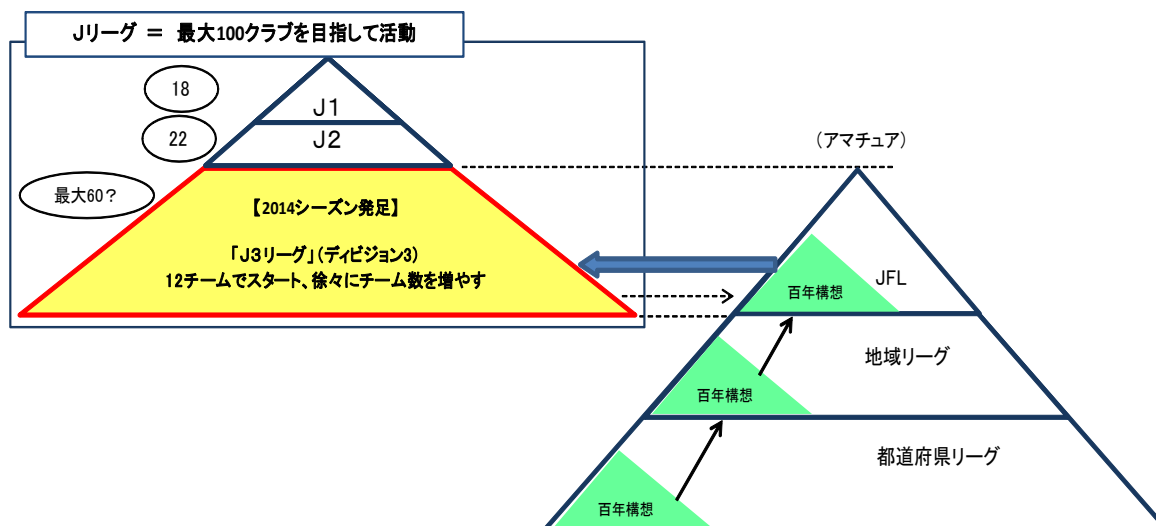 Jリーグ = 最大100クラブを目指して活動
18
J1
22
J2
最大60?
【2014シーズン発足】
「J3リーグ」(ディビジョン3)
12チームでスタート、徐々にチーム数を増やす
(アマチュア)
百年構想
JFL
地域リーグ
百年構想
都道府県リーグ
百年構想